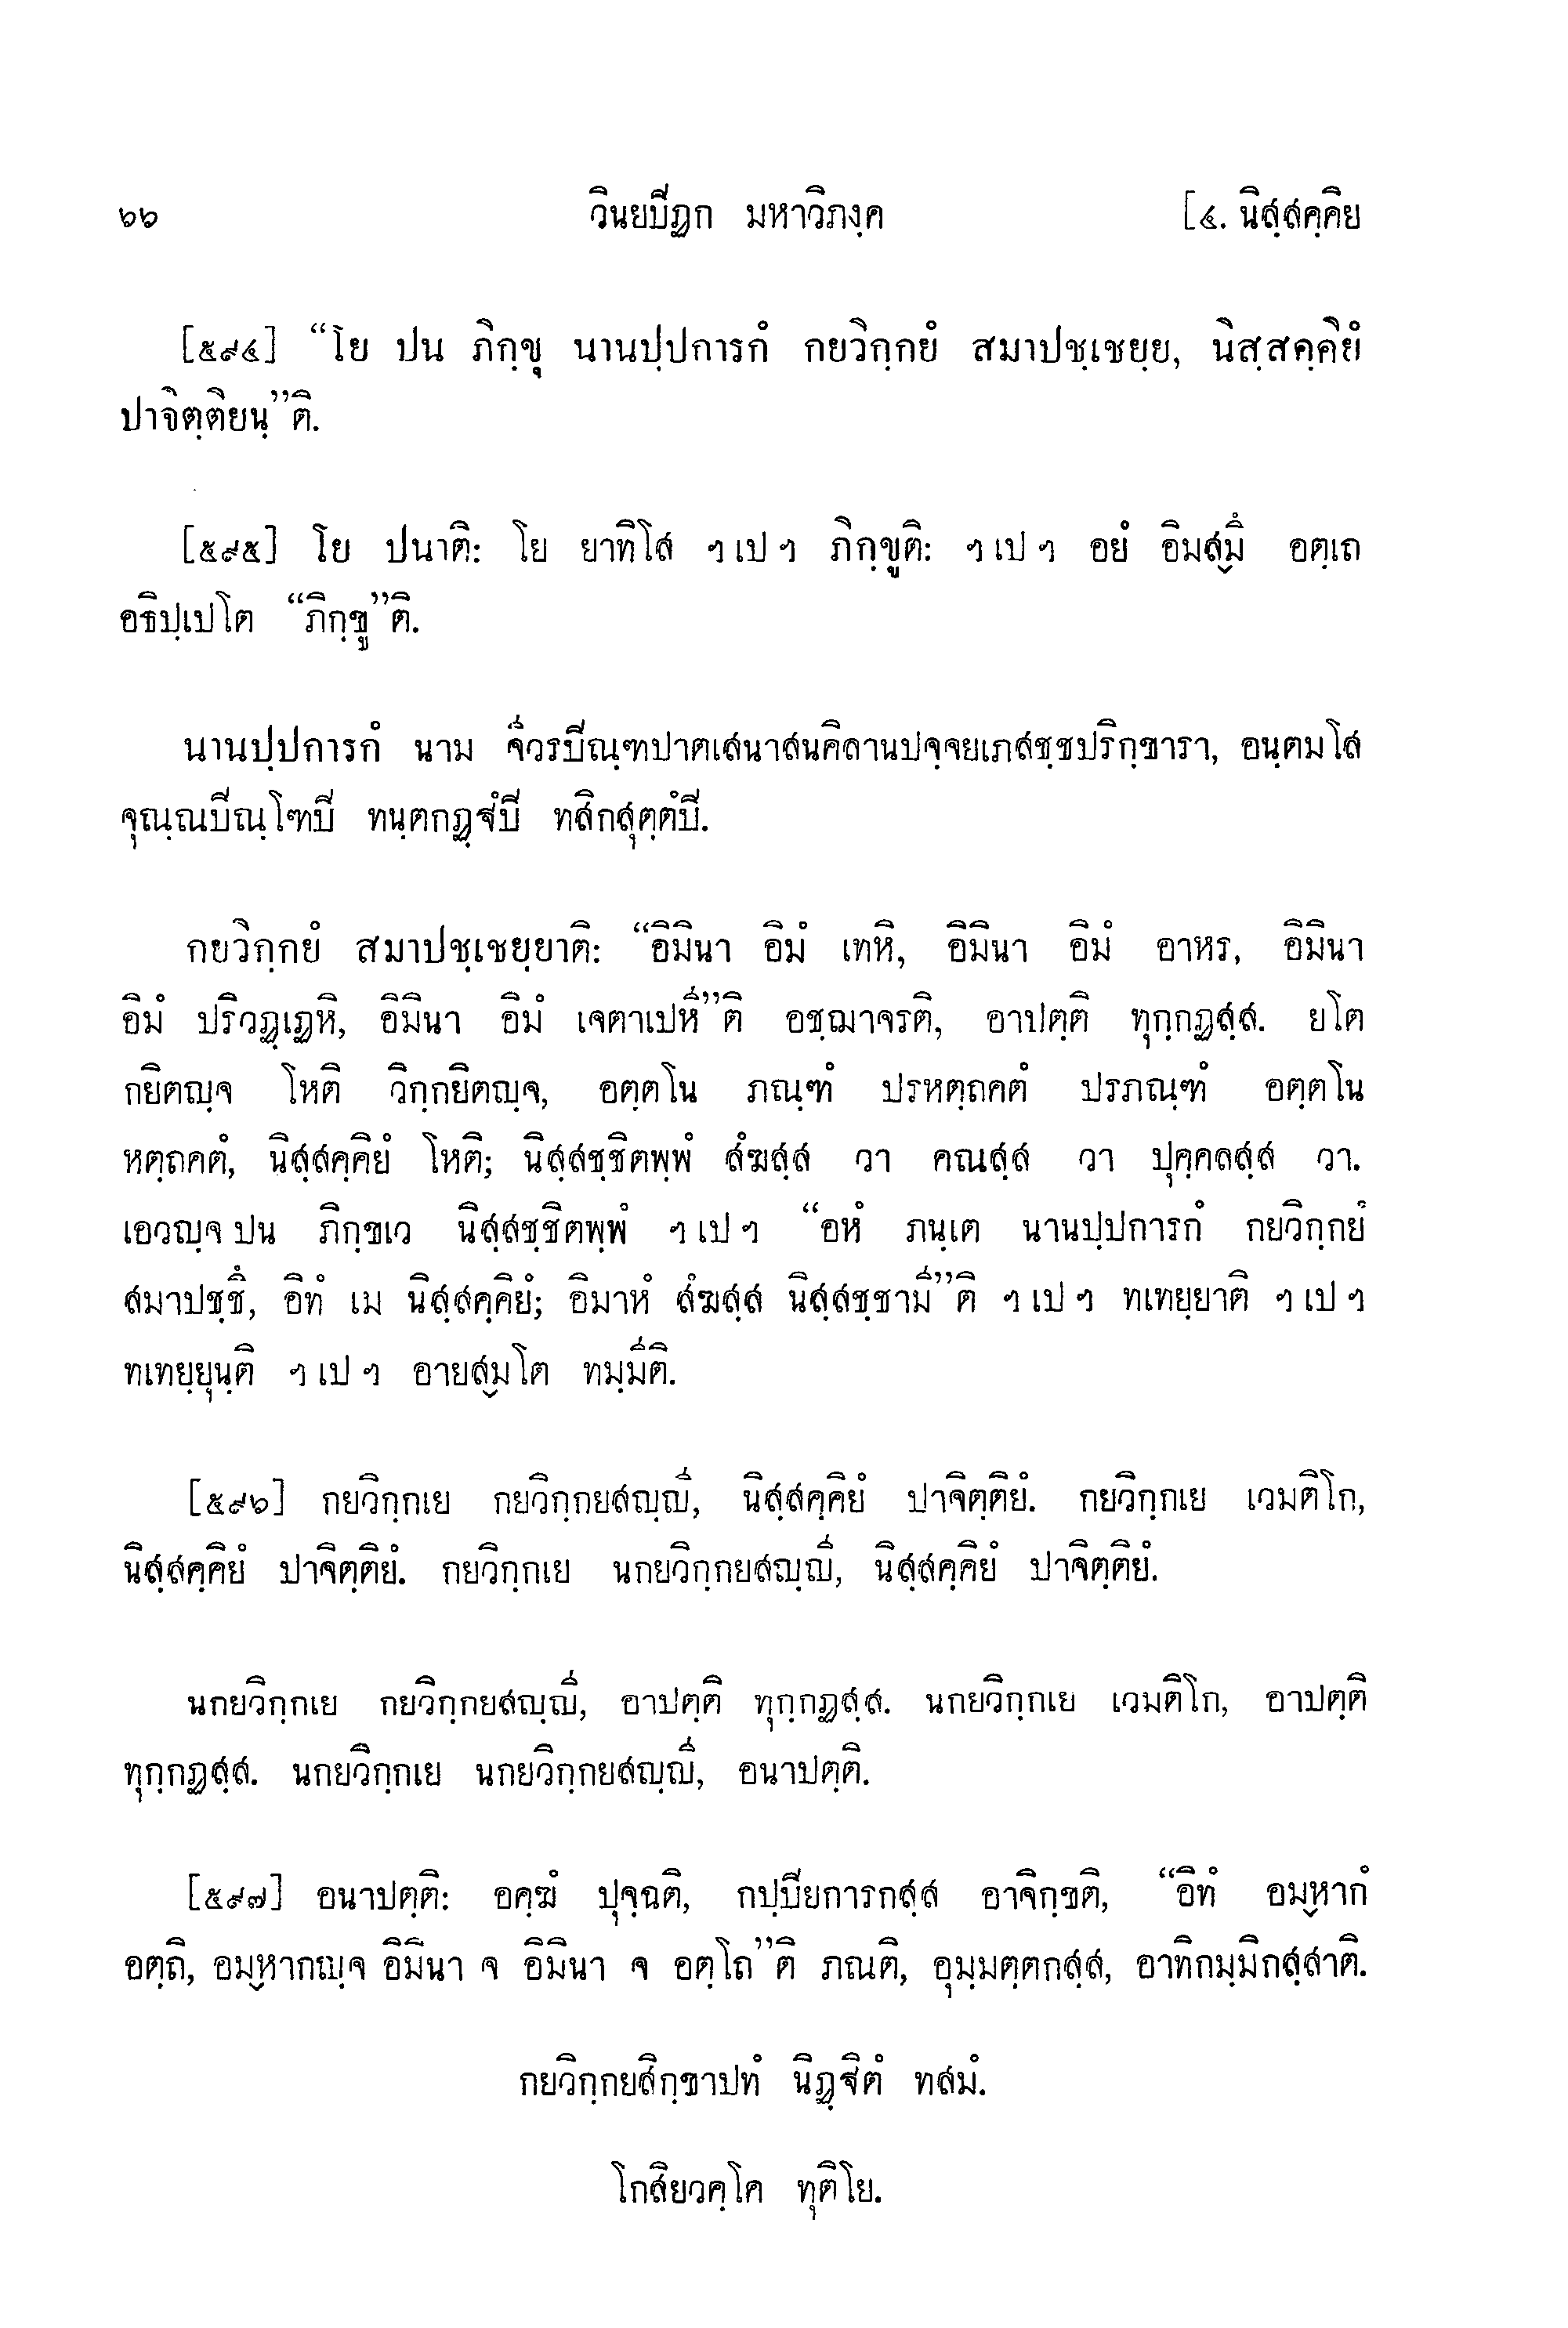 ๖๖ วินยปิฏก มหาวิภงฺค [๔. นิสฺสคฺคิย
[๕๙๔] “โย ปน ภิกฺขุ นานปฺปการกํ กยวิกฺกยํ สมาปชฺเชยฺย, นิสฺสคฺคิยํ
ปาจิตฺติยนฺ”ติ.
[๕๙๕] โย ปนาติ: โย ยาทิโส ฯ เป ฯ ภิกฺขูติ: ฯ เป ฯ อยํ อิมสฺมึ อตฺเถ
อธิปฺเปโต “ภิกฺขู”ติ.
นานปฺปการกํ นาม จีวรปิณฺฑปาตเสนาสนคิลานปจฺจยเภสชฺชปริกฺขารา, อนฺตมโส
จุณฺณปิณฺโฑปิ ทนฺตกฏฺฐํปิ ทสิกสุตฺตํปิ.
กยวิกฺกยํ สมาปชฺเชยฺยาติ: “อิมินา อิมํ เทหิ, อิมินา อิมํ อาหร, อิมินา
อิมํ ปริวฏฺเฏหิ, อิมินา อิมํ เจตาเปหี”ติ อชฺฌาจรติ, อาปตฺติ ทุกฺกฏสฺส. ยโต
กยิตญฺจ โหติ วิกฺกยิตญฺจ, อตฺตโน ภณฺฑํ ปรหตฺถคตํ ปรภณฺฑํ อตฺตโน
หตฺถคตํ, นิสฺสคฺคิยํ โหติ; นิสฺสชฺชิตพฺพํ สํฆสฺส วา คณสฺส วา ปุคฺคลสฺส วา.
เอวญฺจ ปน ภิกฺขเว นิสฺสชฺชิตพฺพํ ฯ เป ฯ “อหํ ภนฺเต นานปฺปการกํ กยวิกฺกยํ
สมาปชฺชึ, อิทํ เม นิสฺสคฺคิยํ; อิมาหํ สํฆสฺส นิสฺสชฺชามี”ติ ฯ เป ฯ ทเทยฺยาติ ฯ เป ฯ
ทเทยฺยุนฺติ ฯ เป ฯ อายสฺมโต ทมฺมีติ.
[๕๙๖] กยวิกฺกเย กยวิกฺกยสญฺญี, นิสฺสคฺคิยํ ปาจิตฺติยํ. กยวิกฺกเย เวมติโก,
นิสฺสคฺคิยํ ปาจิตฺติยํ. กยวิกฺกเย นกยวิกฺกยสญฺญี, นิสฺสคฺคิยํ ปาจิตฺติยํ.
นกยวิกฺกเย กยวิกฺกยสญฺญี, อาปตฺติ ทุกฺกฏสฺส. นกยวิกฺกเย เวมติโก, อาปตฺติ
ทุกฺกฏสฺส. นกยวิกฺกเย นกยวิกฺกยสญฺญี, อนาปตฺติ.
[๕๙๗] อนาปตฺติ: อคฺฆํ ปุจฺฉติ, กปฺปิยการกสฺส อาจิกฺขติ, “อิทํ อมฺหากํ
อตฺถิ, อมฺหากญฺจ อิมินา จ อิมินา จ อตฺโถ”ติ ภณติ, อุมฺมตฺตกสฺส, อาทิกมฺมิกสฺสาติ.
กยวิกฺกยสิกฺขาปทํ นิฏฺฐิตํ ทสมํ.
โกสิยวคฺโค ทุติโย.